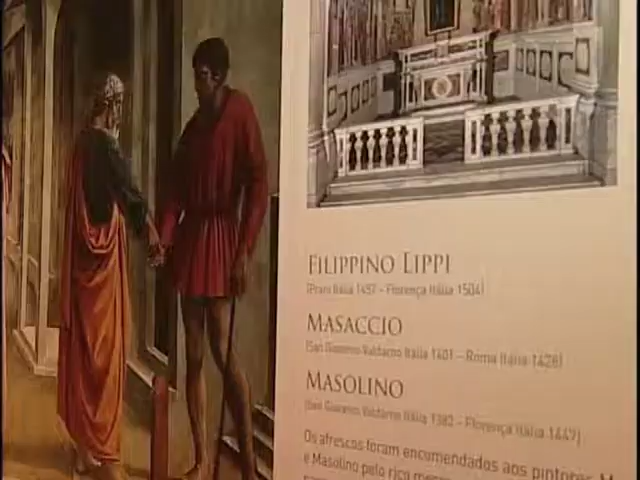 FILIPPINO LIPPI
(Prato Itália 1457 - Florença Itália 1504)
MASACCIO
(San Giovanni Valdarno Itália 1401 - Roma Itália 1428)
MASOLINO
(San Giovanni Valdarno Itália 1382 - Florença Itália 1447)
Os afrescos foram encomendados aos pintores
e Masolino pelo rico